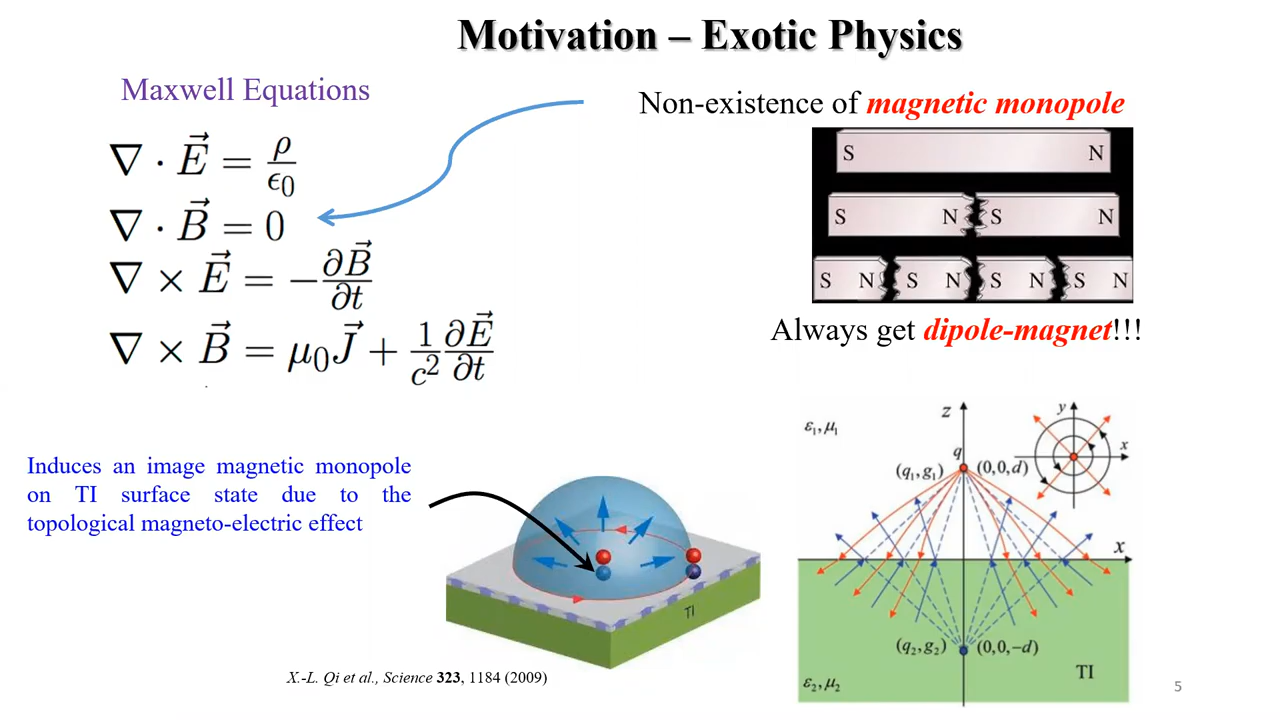 Motivation – Exotic Physics
Maxwell Equations
∇ · E⃗ = ρ/ϵ₀
∇ · B⃗ = 0
∇ × E⃗ = −∂B⃗/∂t
∇ × B⃗ = μ₀J⃗ + 1/c² ∂E⃗/∂t
Non-existence of magnetic monopole
S N
S N S N
S N S N S N S N
Always get dipole-magnet!!!
Induces an image magnetic monopole
on TI surface state due to the
topological magneto-electric effect
TI
X.-L. Qi et al., Science 323, 1184 (2009)
z
y
x
ε₁,μ₁
q
(q₁,g₁) (0,0,d)
x
(q₂,g₂) (0,0,−d)
TI
ε₂,μ₂
5